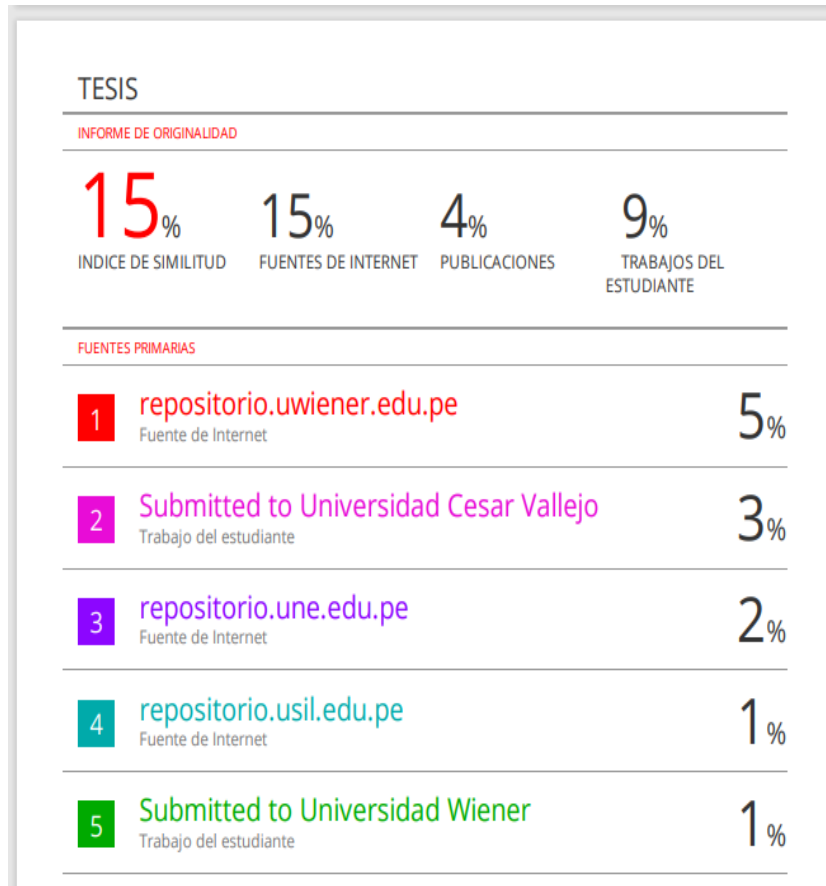 TESIS
INFORME DE ORIGINALIDAD
15% 15% 4% 9%
INDICE DE SIMILITUD FUENTES DE INTERNET PUBLICACIONES TRABAJOS DEL
ESTUDIANTE
FUENTES PRIMARIAS
1 repositorio.uwiener.edu.pe 5%
Fuente de Internet
2 Submitted to Universidad Cesar Vallejo 3%
Trabajo del estudiante
3 repositorio.une.edu.pe 2%
Fuente de Internet
4 repositorio.usil.edu.pe 1%
Fuente de Internet
5 Submitted to Universidad Wiener 1%
Trabajo del estudiante